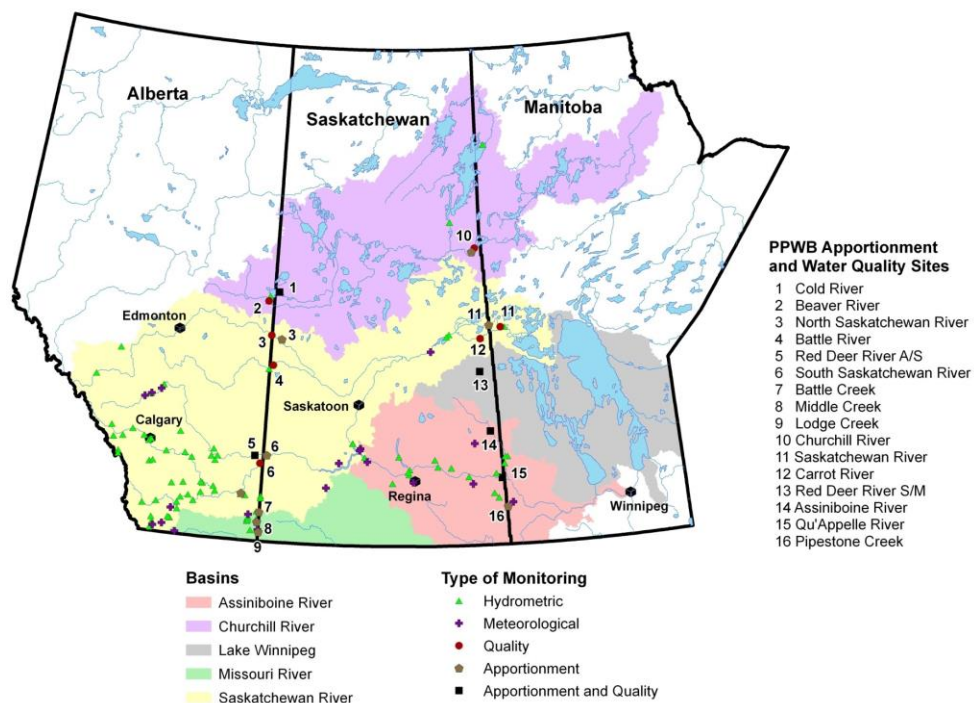 Alberta
Saskatchewan
Manitoba
10
1
2
Edmonton
3
3
11
11
12
4
13
Saskatoon
Calgary
14
5
6
6
15
Regina
Winnipeg
7
16
8
9
PPWB Apportionment
and Water Quality Sites
1 Cold River
2 Beaver River
3 North Saskatchewan River
4 Battle River
5 Red Deer River A/S
6 South Saskatchewan River
7 Battle Creek
8 Middle Creek
9 Lodge Creek
10 Churchill River
11 Saskatchewan River
12 Carrot River
13 Red Deer River S/M
14 Assiniboine River
15 Qu'Appelle River
16 Pipestone Creek
Basins
Assiniboine River
Churchill River
Lake Winnipeg
Missouri River
Saskatchewan River
Type of Monitoring
Hydrometric
Meteorological
Quality
Apportionment
Apportionment and Quality